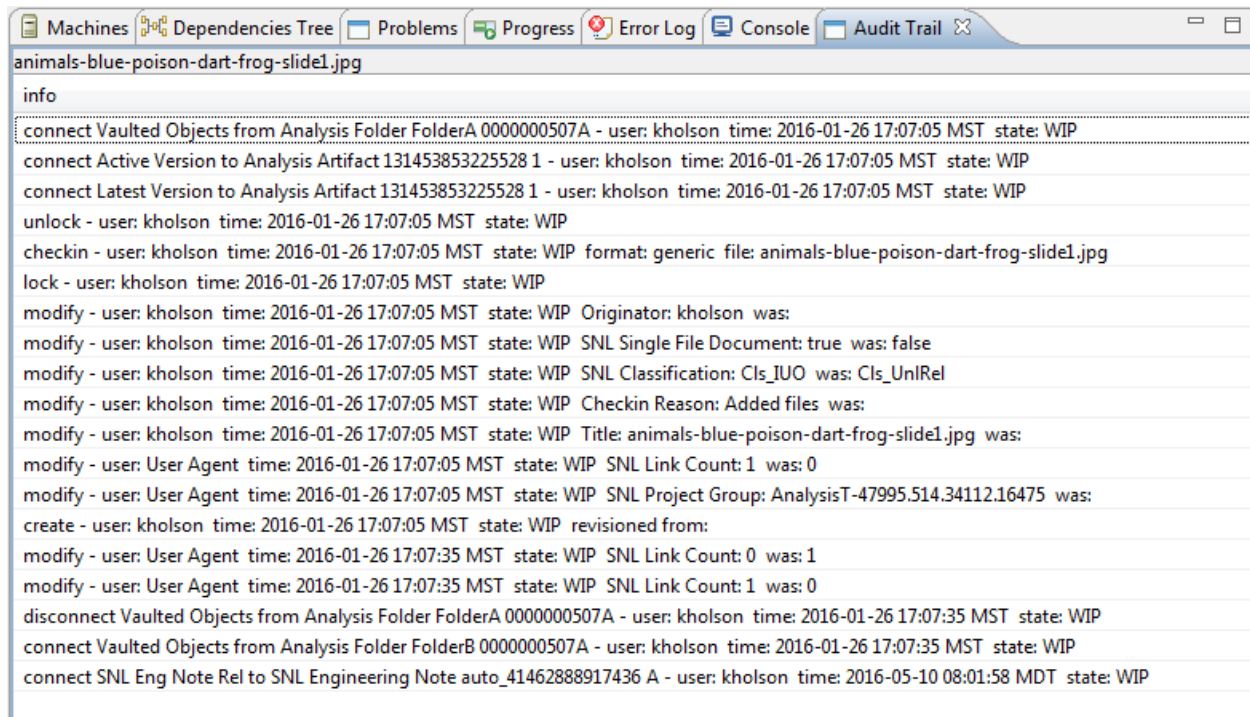 Machines Dependencies Tree Problems Progress Error Log Console Audit Trail
animals-blue-poison-dart-frog-slide1.jpg
info
connect Vaulted Objects from Analysis Folder FolderA 0000000507A - user: kholson time: 2016-01-26 17:07:05 MST state: WIP
connect Active Version to Analysis Artifact 131453853225528 1 - user: kholson time: 2016-01-26 17:07:05 MST state: WIP
connect Latest Version to Analysis Artifact 131453853225528 1 - user: kholson time: 2016-01-26 17:07:05 MST state: WIP
unlock - user: kholson time: 2016-01-26 17:07:05 MST state: WIP
checkin - user: kholson time: 2016-01-26 17:07:05 MST state: WIP format: generic file: animals-blue-poison-dart-frog-slide1.jpg
lock - user: kholson time: 2016-01-26 17:07:05 MST state: WIP
modify - user: kholson time: 2016-01-26 17:07:05 MST state: WIP Originator: kholson was:
modify - user: kholson time: 2016-01-26 17:07:05 MST state: WIP SNL Single File Document: true was: false
modify - user: kholson time: 2016-01-26 17:07:05 MST state: WIP SNL Classification: Cls_IUO was: Cls_UnlRel
modify - user: kholson time: 2016-01-26 17:07:05 MST state: WIP Checkin Reason: Added files was:
modify - user: kholson time: 2016-01-26 17:07:05 MST state: WIP Title: animals-blue-poison-dart-frog-slide1.jpg was:
modify - user: User Agent time: 2016-01-26 17:07:05 MST state: WIP SNL Link Count: 1 was: 0
modify - user: User Agent time: 2016-01-26 17:07:05 MST state: WIP SNL Project Group: AnalysisT-47995.514.34112.16475 was:
create - user: kholson time: 2016-01-26 17:07:05 MST state: WIP revisioned from:
modify - user: User Agent time: 2016-01-26 17:07:35 MST state: WIP SNL Link Count: 0 was: 1
modify - user: User Agent time: 2016-01-26 17:07:35 MST state: WIP SNL Link Count: 1 was: 0
disconnect Vaulted Objects from Analysis Folder FolderA 0000000507A - user: kholson time: 2016-01-26 17:07:35 MST state: WIP
connect Vaulted Objects from Analysis Folder FolderB 0000000507A - user: kholson time: 2016-01-26 17:07:35 MST state: WIP
connect SNL Eng Note Rel to SNL Engineering Note auto_41462888917436 A - user: kholson time: 2016-05-10 08:01:58 MDT state: WIP